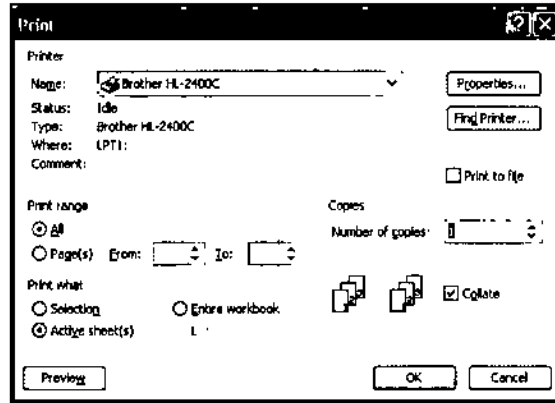 Print
Printer
Name: Brother HL-2400C
Properties...
Status: Idle
Find Printer...
Type: Brother HL-2400C
Where: LPT1:
Comment:
Print to file
Print range
Copies
All
Number of copies: 1
Page(s) From: To:
Print what
Selection Entire workbook
Collate
Active sheet(s)
Preview OK Cancel